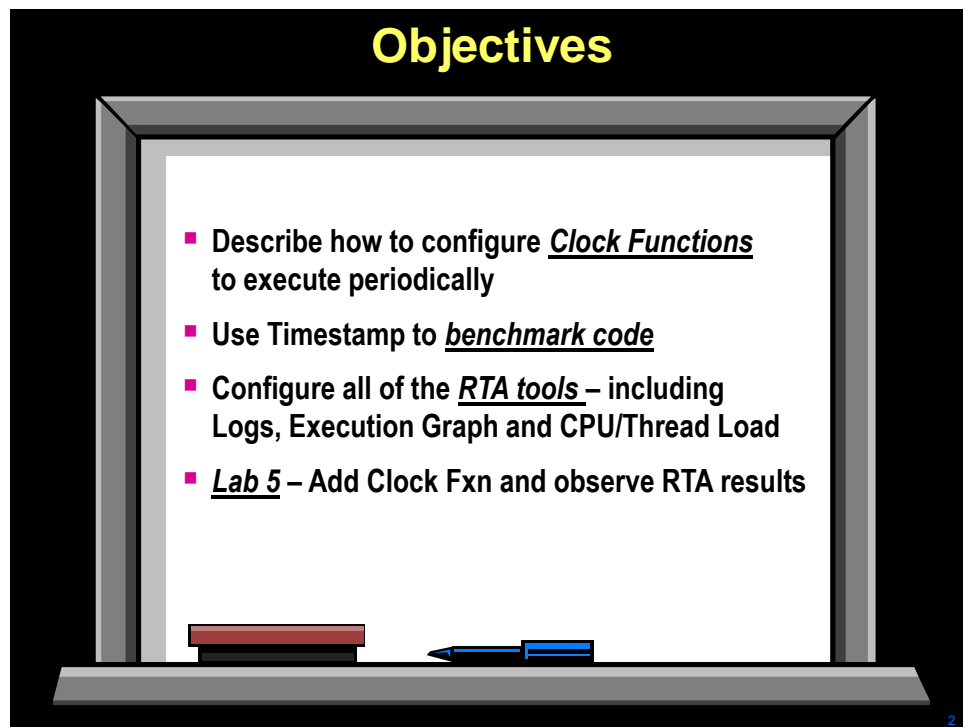 Objectives
▪ Describe how to configure Clock Functions
to execute periodically
▪ Use Timestamp to benchmark code
▪ Configure all of the RTA tools – including
Logs, Execution Graph and CPU/Thread Load
▪ Lab 5 – Add Clock Fxn and observe RTA results
2